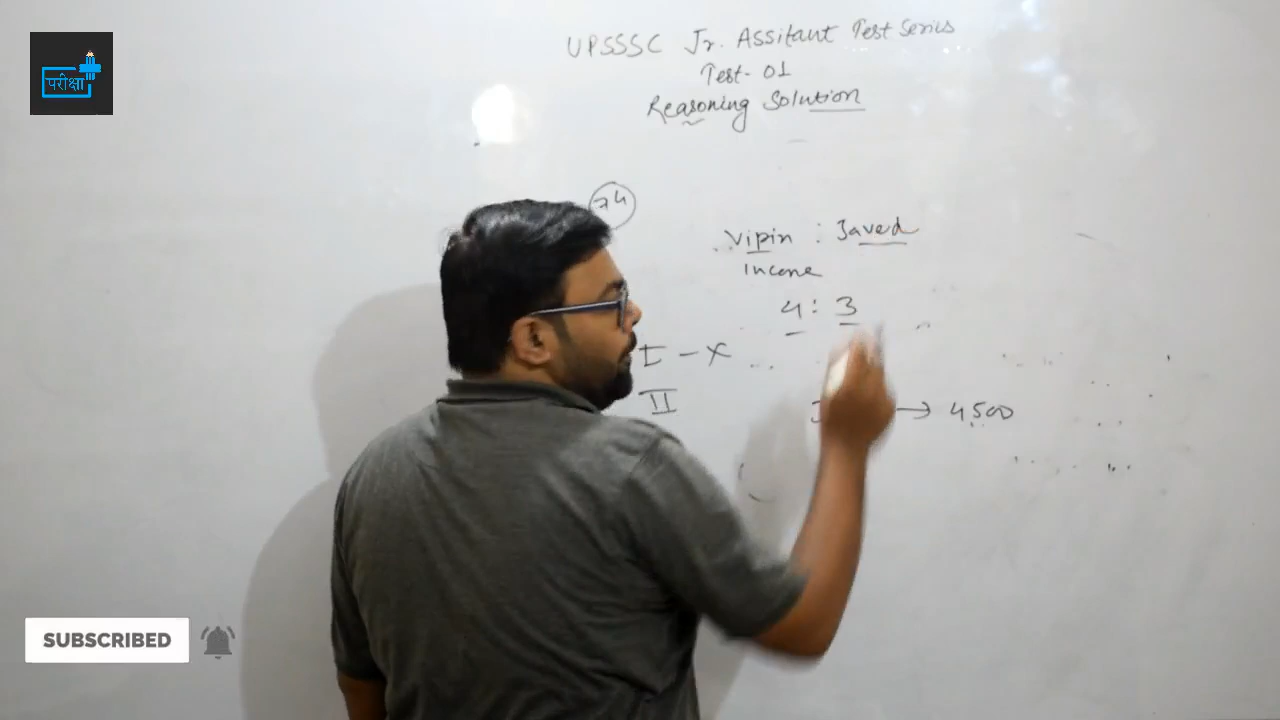 परीक्षा
UPSSSC Jr. Assitant Test Series
Test-01
Reasoning Solution
74
Vipin : Javed
Income
4 : 3
I - X
II → 4500
SUBSCRIBED